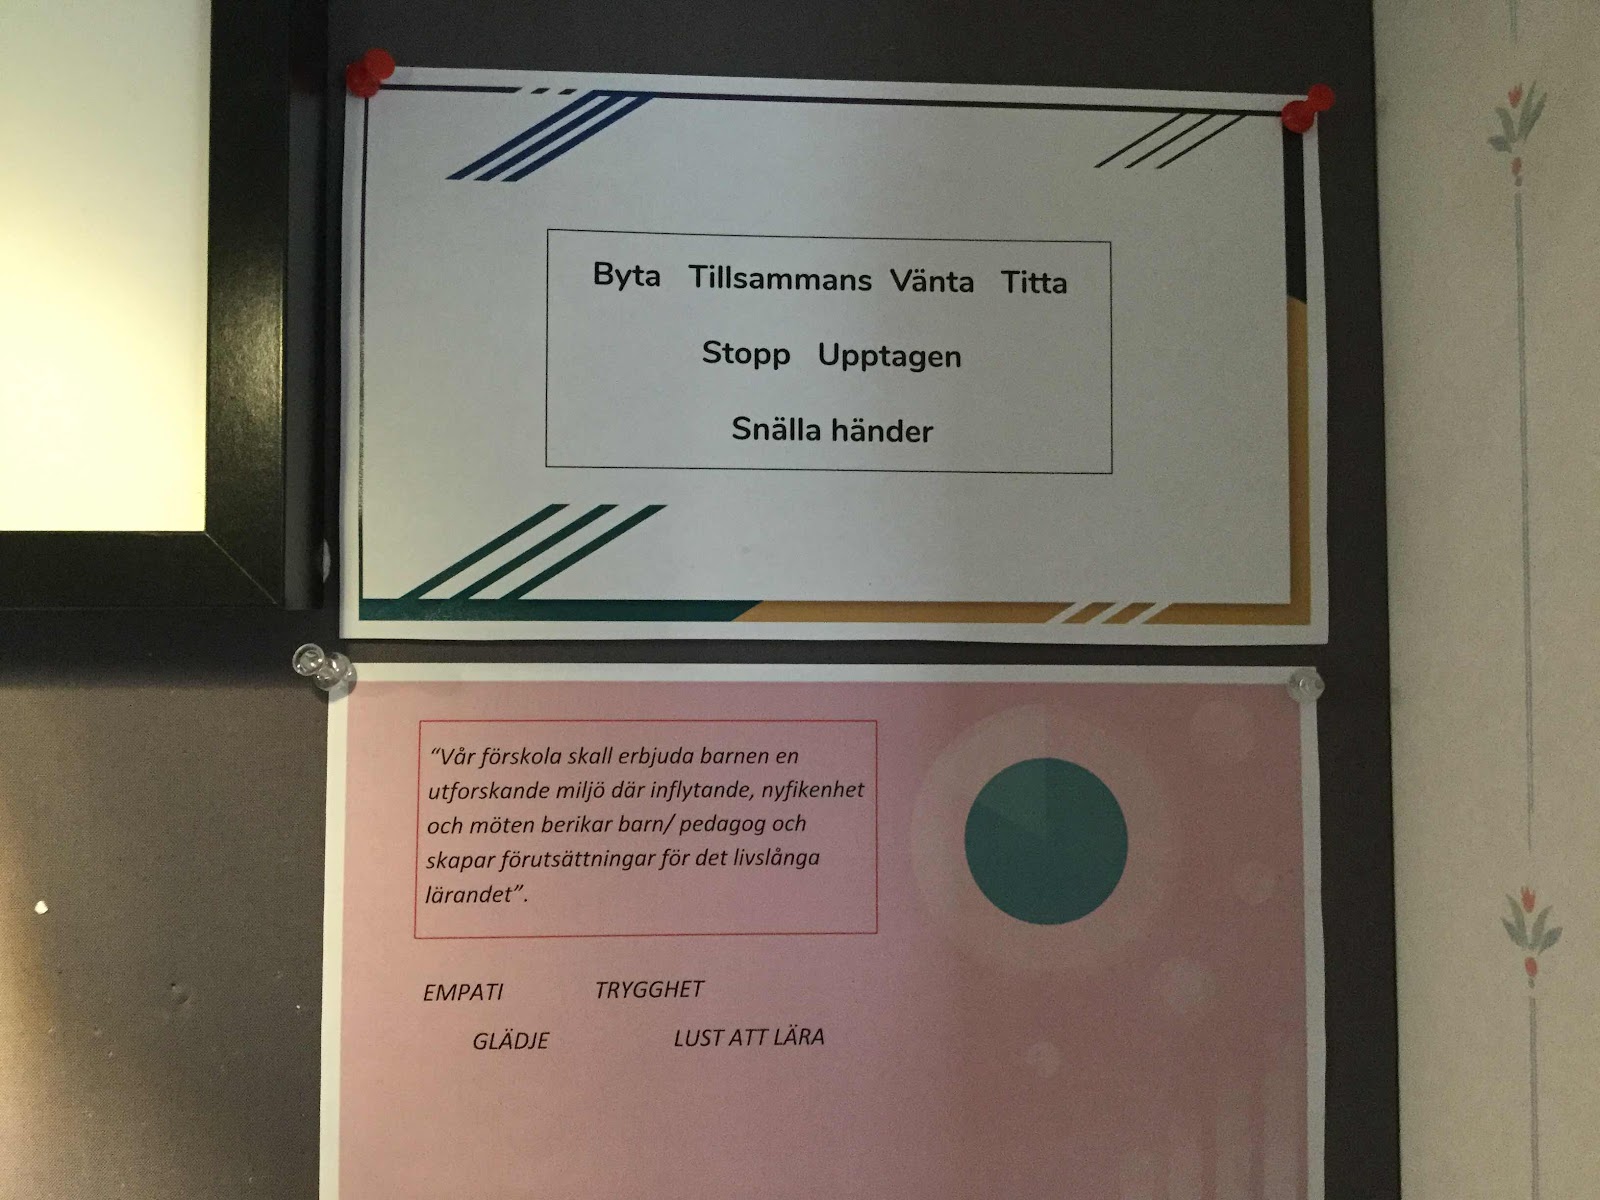 Byta Tillsammans Vänta Titta
Stopp Upptagen
Snälla händer
“Vår förskola skall erbjuda barnen en
utforskande miljö där inflytande, nyfikenhet
och möten berikar barn/ pedagog och
skapar förutsättningar för det livslånga
lärandet”.
EMPATI TRYGGHET
GLÄDJE LUST ATT LÄRA